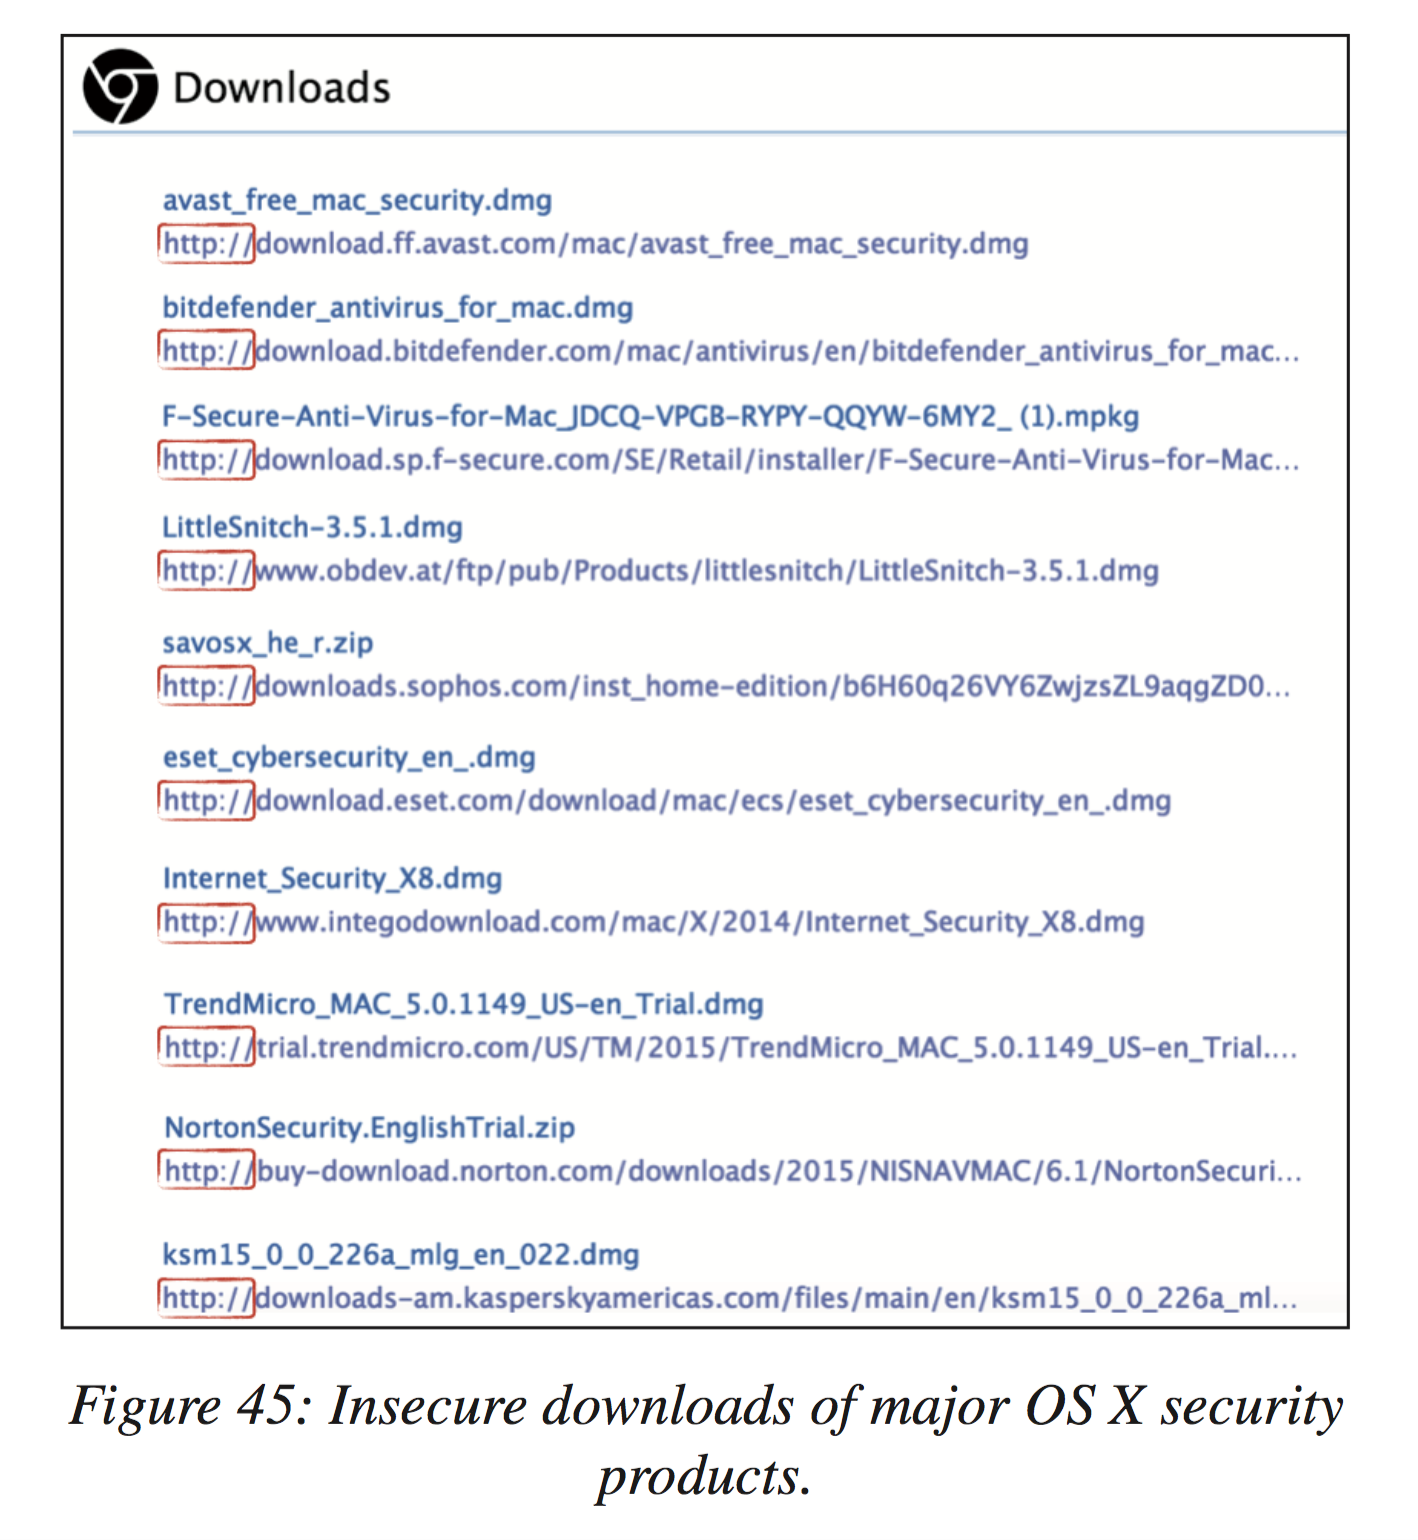 Downloads
avast_free_mac_security.dmg
http://download.ff.avast.com/mac/avast_free_mac_security.dmg
bitdefender_antivirus_for_mac.dmg
http://download.bitdefender.com/mac/antivirus/en/bitdefender_antivirus_for_mac...
F-Secure-Anti-Virus-for-Mac_JDCQ-VPGB-RYPY-QQYW-6MY2_ (1).mpkg
http://download.sp.f-secure.com/SE/Retail/installer/F-Secure-Anti-Virus-for-Mac...
LittleSnitch-3.5.1.dmg
http://www.obdev.at/ftp/pub/Products/littlesnitch/LittleSnitch-3.5.1.dmg
savosx_he_r.zip
http://downloads.sophos.com/inst_home-edition/b6H60q26VY6ZwjzsZL9aqgZD0...
eset_cybersecurity_en_.dmg
http://download.eset.com/download/mac/ecs/eset_cybersecurity_en_.dmg
Internet_Security_X8.dmg
http://www.integodownload.com/mac/X/2014/Internet_Security_X8.dmg
TrendMicro_MAC_5.0.1149_US-en_Trial.dmg
http://trial.trendmicro.com/US/TM/2015/TrendMicro_MAC_5.0.1149_US-en_Trial....
NortonSecurity.EnglishTrial.zip
http://buy-download.norton.com/downloads/2015/NISNAVMAC/6.1/NortonSecuri...
ksm15_0_0_226a_mlg_en_022.dmg
http://downloads-am.kasperskyamericas.com/files/main/en/ksm15_0_0_226a_ml...
Figure 45: Insecure downloads of major OS X security
products.